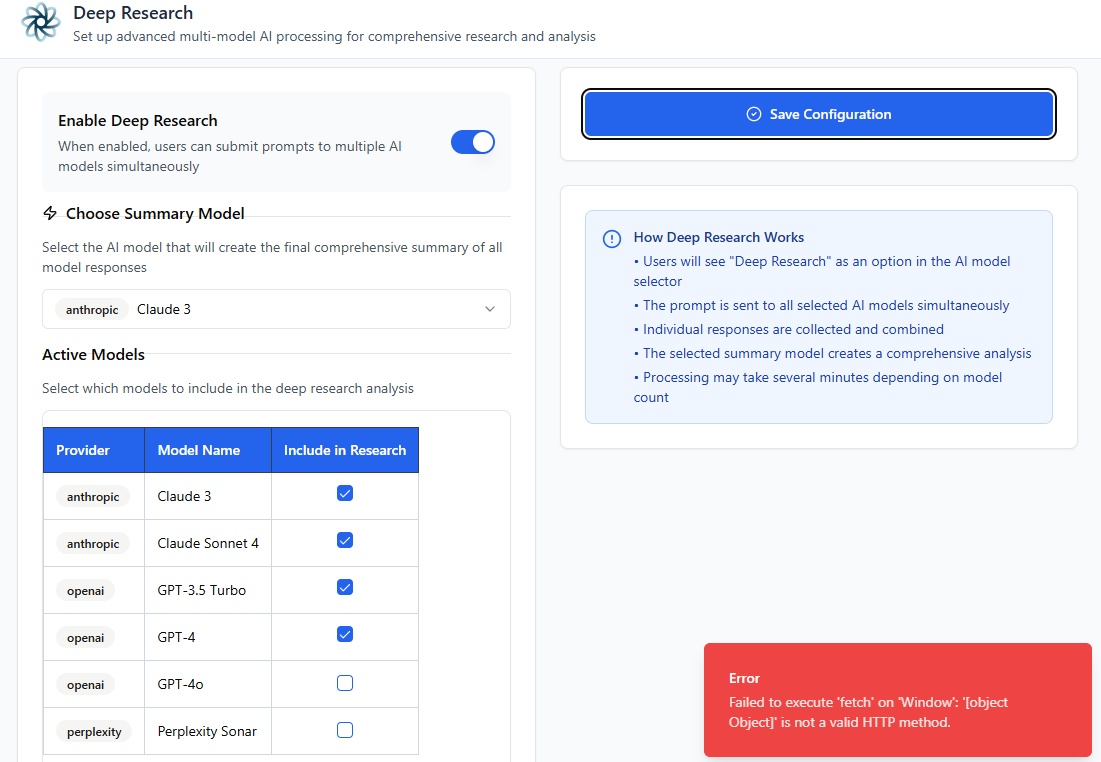 Deep Research
Set up advanced multi-model AI processing for comprehensive research and analysis
Enable Deep Research
When enabled, users can submit prompts to multiple AI
models simultaneously
Choose Summary Model
Select the AI model that will create the final comprehensive summary of all
model responses
anthropic Claude 3
Active Models
Select which models to include in the deep research analysis
Provider Model Name Include in Research
anthropic Claude 3
anthropic Claude Sonnet 4
openai GPT-3.5 Turbo
openai GPT-4
openai GPT-4o
perplexity Perplexity Sonar
Save Configuration
How Deep Research Works
• Users will see "Deep Research" as an option in the AI model
selector
• The prompt is sent to all selected AI models simultaneously
• Individual responses are collected and combined
• The selected summary model creates a comprehensive analysis
• Processing may take several minutes depending on model
count
Error
Failed to execute 'fetch' on 'Window': '[object
Object]' is not a valid HTTP method.